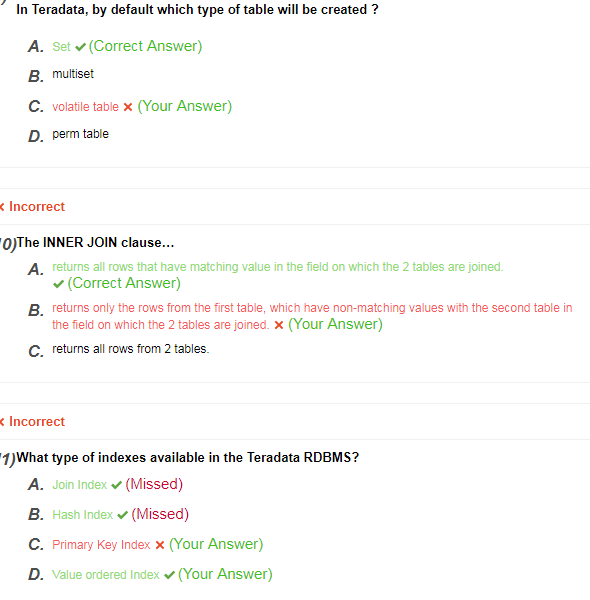 In Teradata, by default which type of table will be created ?
A. Set ✔ (Correct Answer)
B. multiset
C. volatile table ✖ (Your Answer)
D. perm table
✖ Incorrect
0) The INNER JOIN clause...
A. returns all rows that have matching value in the field on which the 2 tables are joined.
✔ (Correct Answer)
B. returns only the rows from the first table, which have non-matching values with the second table in
the field on which the 2 tables are joined. ✖ (Your Answer)
C. returns all rows from 2 tables.
✖ Incorrect
1) What type of indexes available in the Teradata RDBMS?
A. Join Index ✔ (Missed)
B. Hash Index ✔ (Missed)
C. Primary Key Index ✖ (Your Answer)
D. Value ordered Index ✔ (Your Answer)